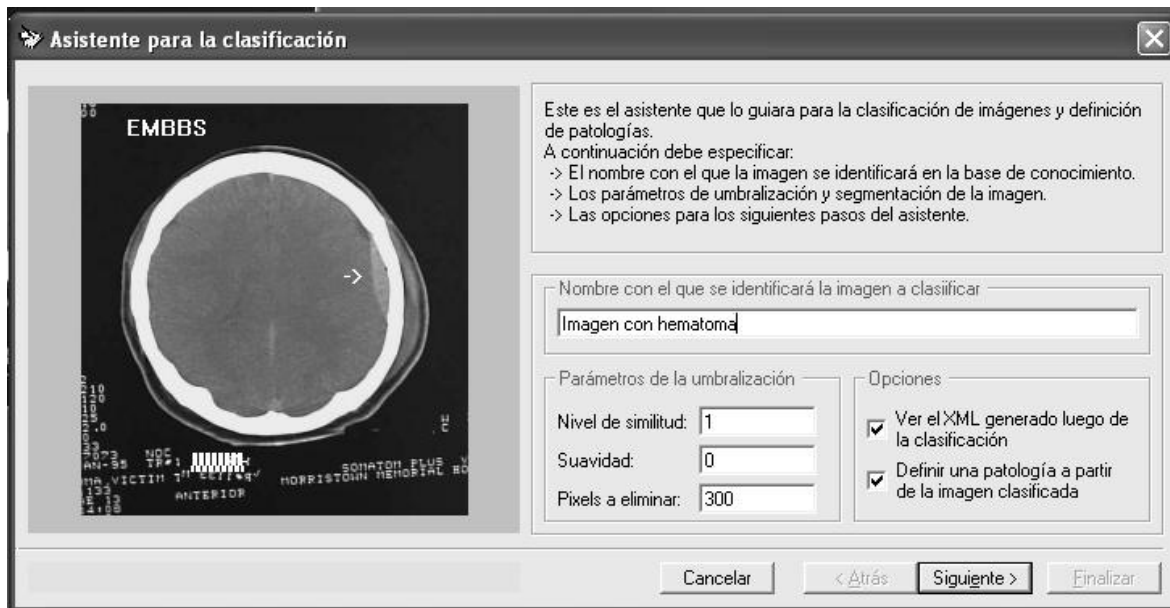 Asistente para la clasificación
EMBBS
->
NOC
TR#1
SOMATOM PLUS
VICTIM
MORRISTOWN MEMORIAL
ANTERIOR
Este es el asistente que lo guiara para la clasificación de imágenes y definición
de patologías.
A continuación debe especificar:
-> El nombre con el que la imagen se identificará en la base de conocimiento.
-> Los parámetros de umbralización y segmentación de la imagen.
-> Las opciones para los siguientes pasos del asistente.
Nombre con el que se identificará la imagen a clasiificar
Imagen con hematoma
Parámetros de la umbralización
Nivel de similitud: 1
Suavidad: 0
Pixels a eliminar: 300
Opciones
Ver el XML generado luego de
la clasificación
Definir una patología a partir
de la imagen clasificada
Cancelar
< Atrás
Siguiente >
Finalizar